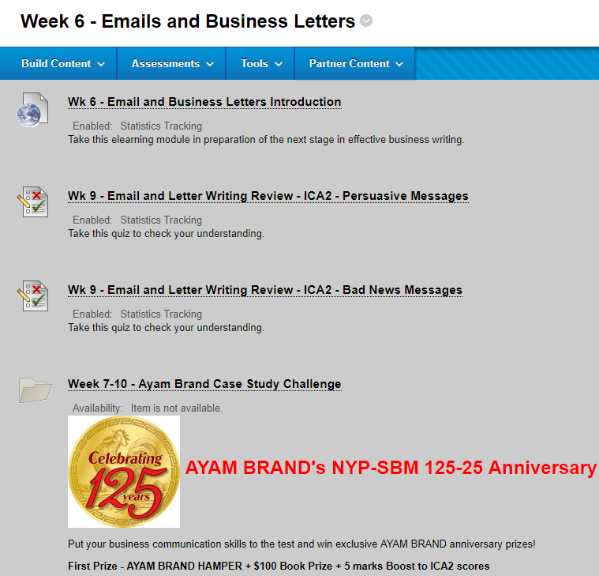 Week 6 - Emails and Business Letters
Build Content
Assessments
Tools
Partner Content
Wk 6 - Email and Business Letters Introduction
Enabled: Statistics Tracking
Take this elearning module in preparation of the next stage in effective business writing.
Wk 9 - Email and Letter Writing Review - ICA2 - Persuasive Messages
Enabled: Statistics Tracking
Take this quiz to check your understanding.
Wk 9 - Email and Letter Writing Review - ICA2 - Bad News Messages
Enabled: Statistics Tracking
Take this quiz to check your understanding.
Week 7-10 - Ayam Brand Case Study Challenge
Availability: Item is not available.
Celebrating
125
years
AYAM BRAND's NYP-SBM 125-25 Anniversary
Put your business communication skills to the test and win exclusive AYAM BRAND anniversary prizes!
First Prize - AYAM BRAND HAMPER + $100 Book Prize + 5 marks Boost to ICA2 scores